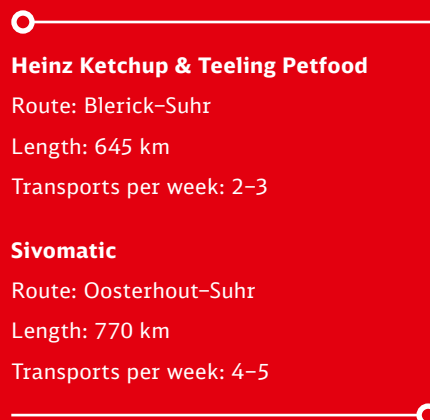 Heinz Ketchup & Teeling Petfood
Route: Blerick–Suhr
Length: 645 km
Transports per week: 2–3
Sivomatic
Route: Oosterhout–Suhr
Length: 770 km
Transports per week: 4–5